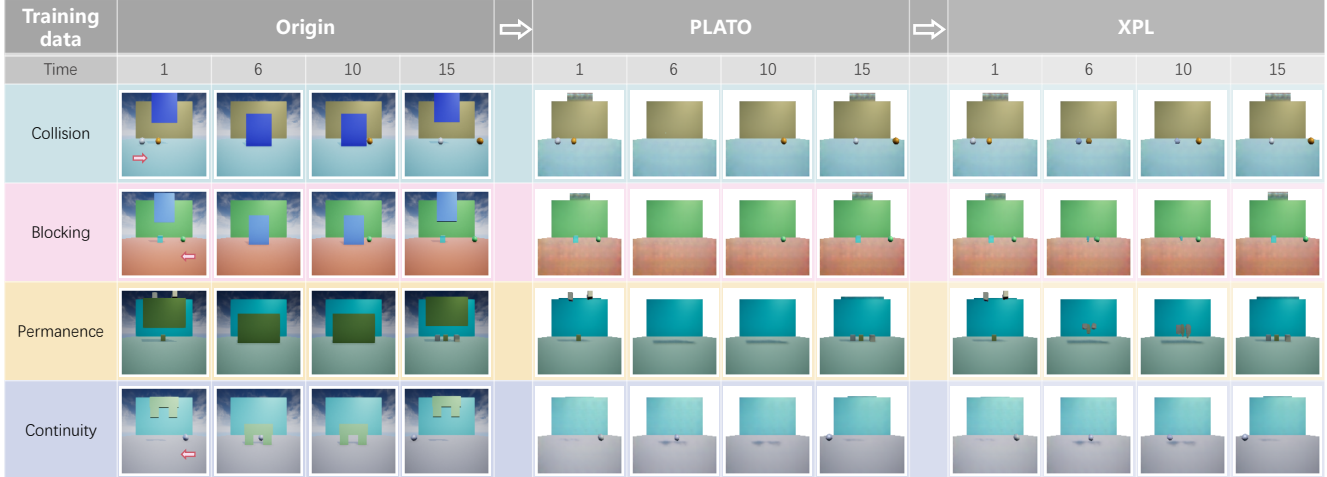 Training data Origin PLATO XPL
Time 1 6 10 15 1 6 10 15 1 6 10 15
Collision
Blocking
Permanence
Continuity